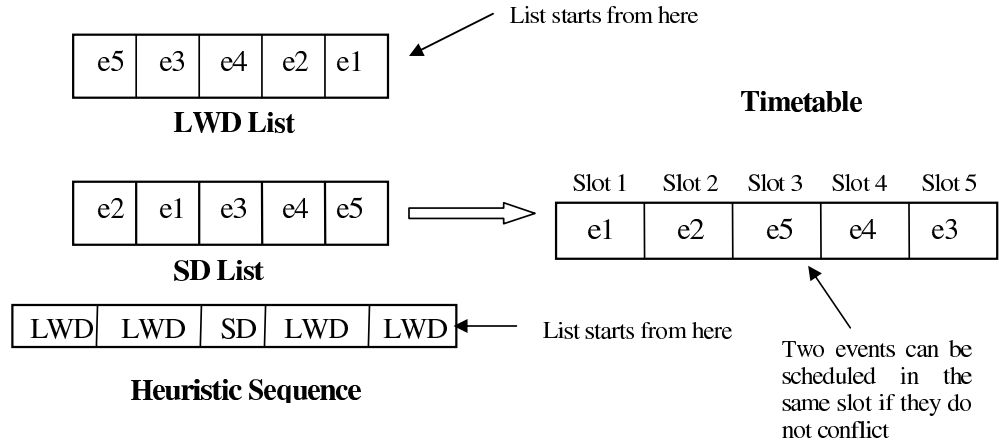 List starts from here
e5 e3 e4 e2 e1
LWD List
Timetable
Slot 1 Slot 2 Slot 3 Slot 4 Slot 5
e2 e1 e3 e4 e5
e1 e2 e5 e4 e3
SD List
LWD LWD SD LWD LWD
List starts from here
Heuristic Sequence
Two events can be
scheduled in the
same slot if they do
not conflict